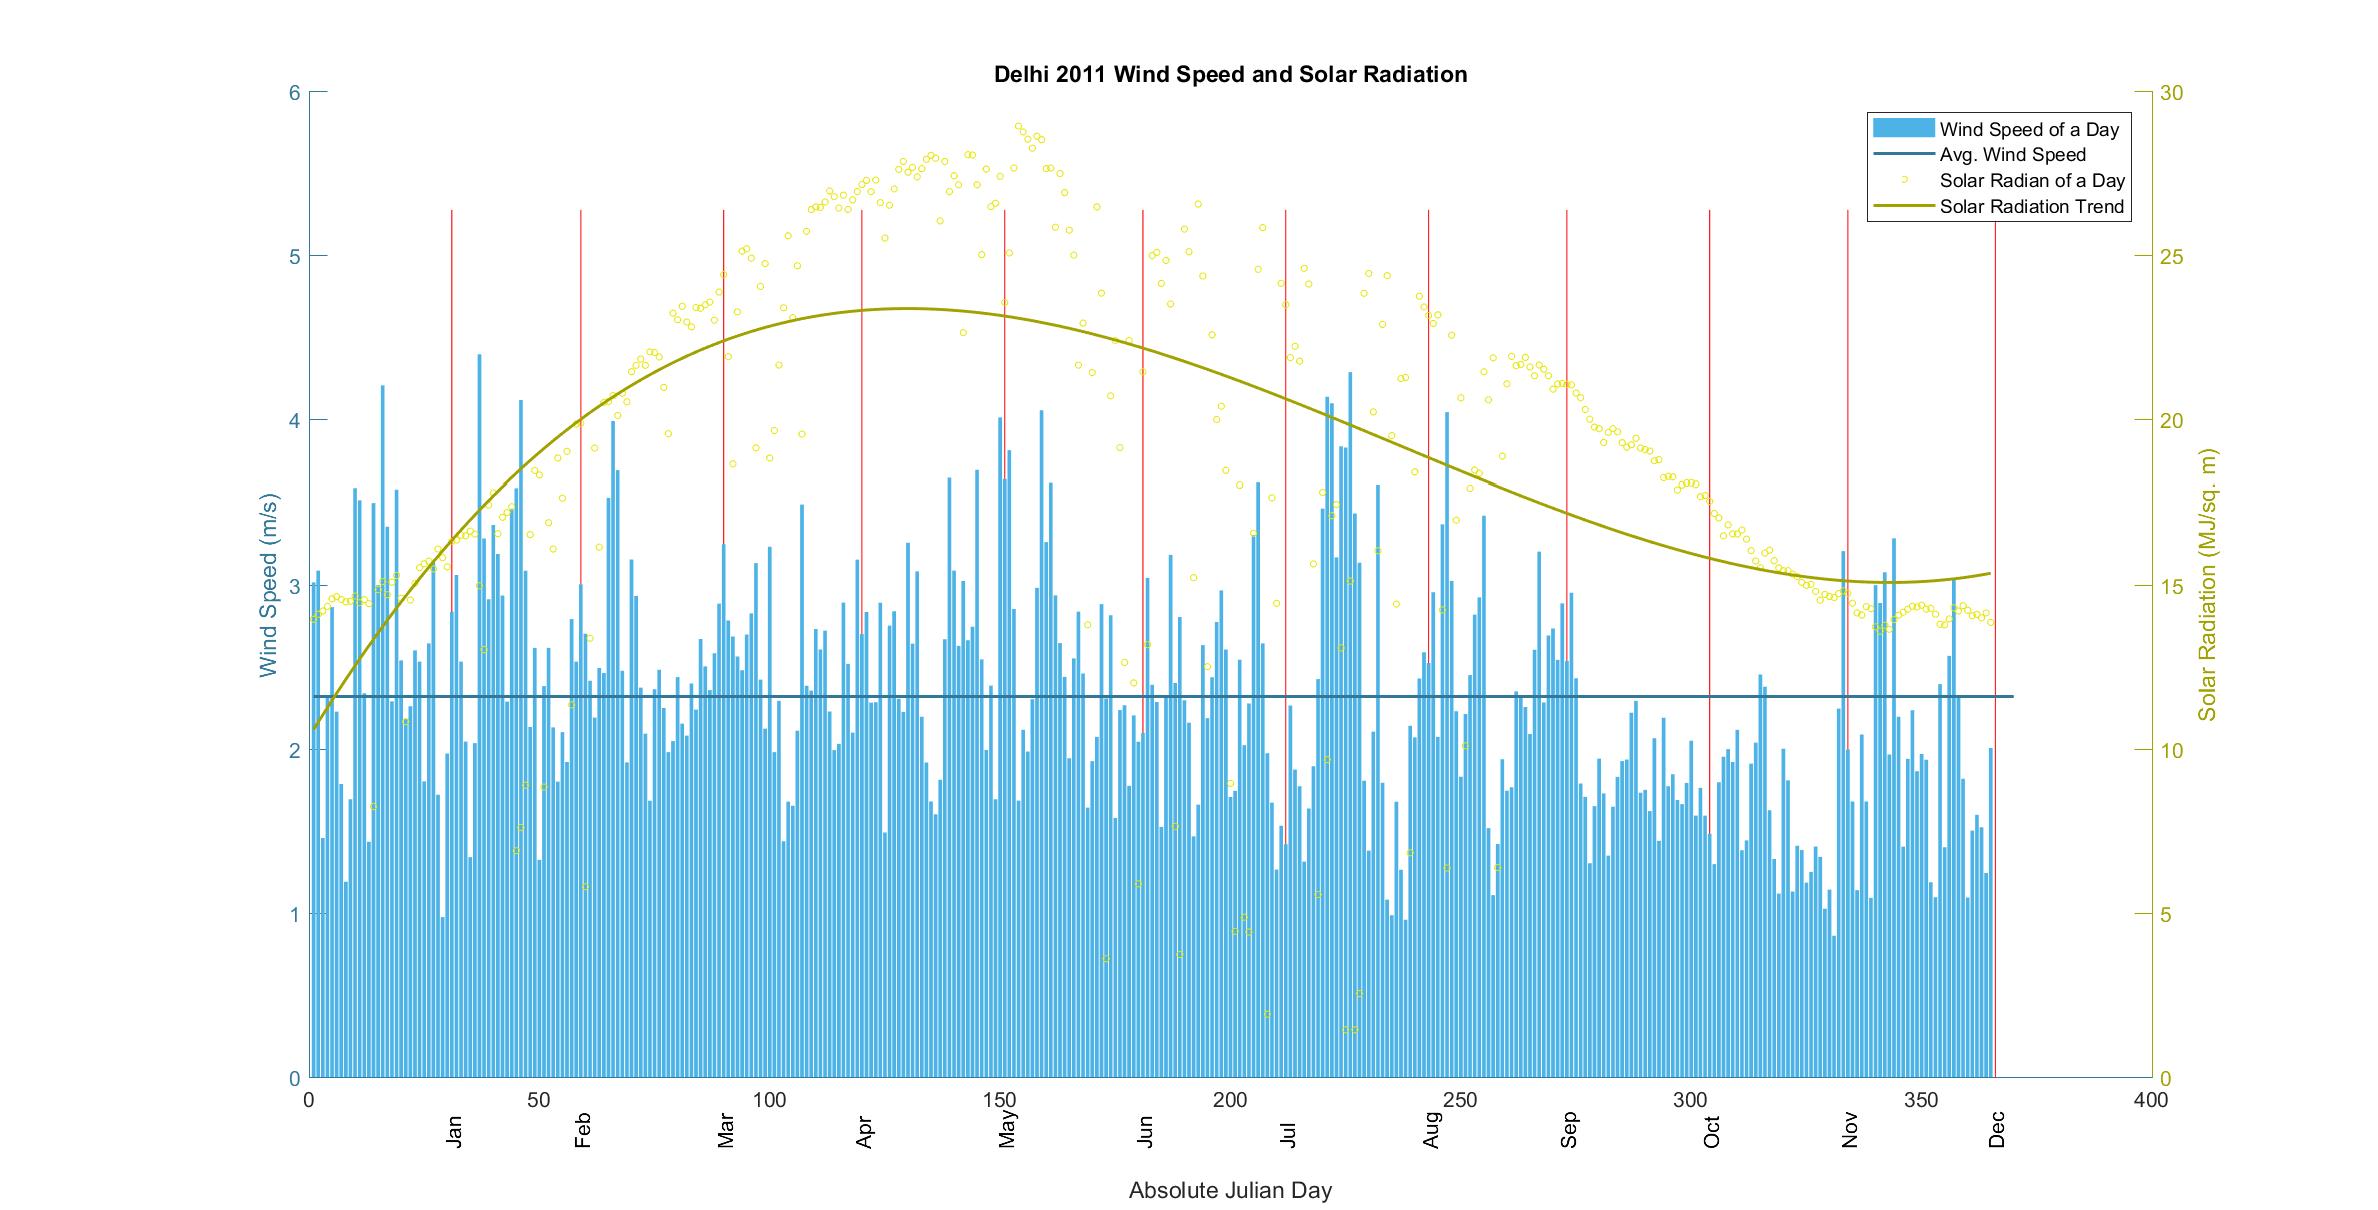 Delhi 2011 Wind Speed and Solar Radiation
Wind Speed of a Day
Avg. Wind Speed
Solar Radian of a Day
Solar Radiation Trend
6
5
4
3
2
1
0
Wind Speed (m/s)
30
25
20
15
10
5
0
Solar Radiation (MJ/sq. m)
0 50 100 150 200 250 300 350 400
Jan Feb Mar Apr May Jun Jul Aug Sep Oct Nov Dec
Absolute Julian Day